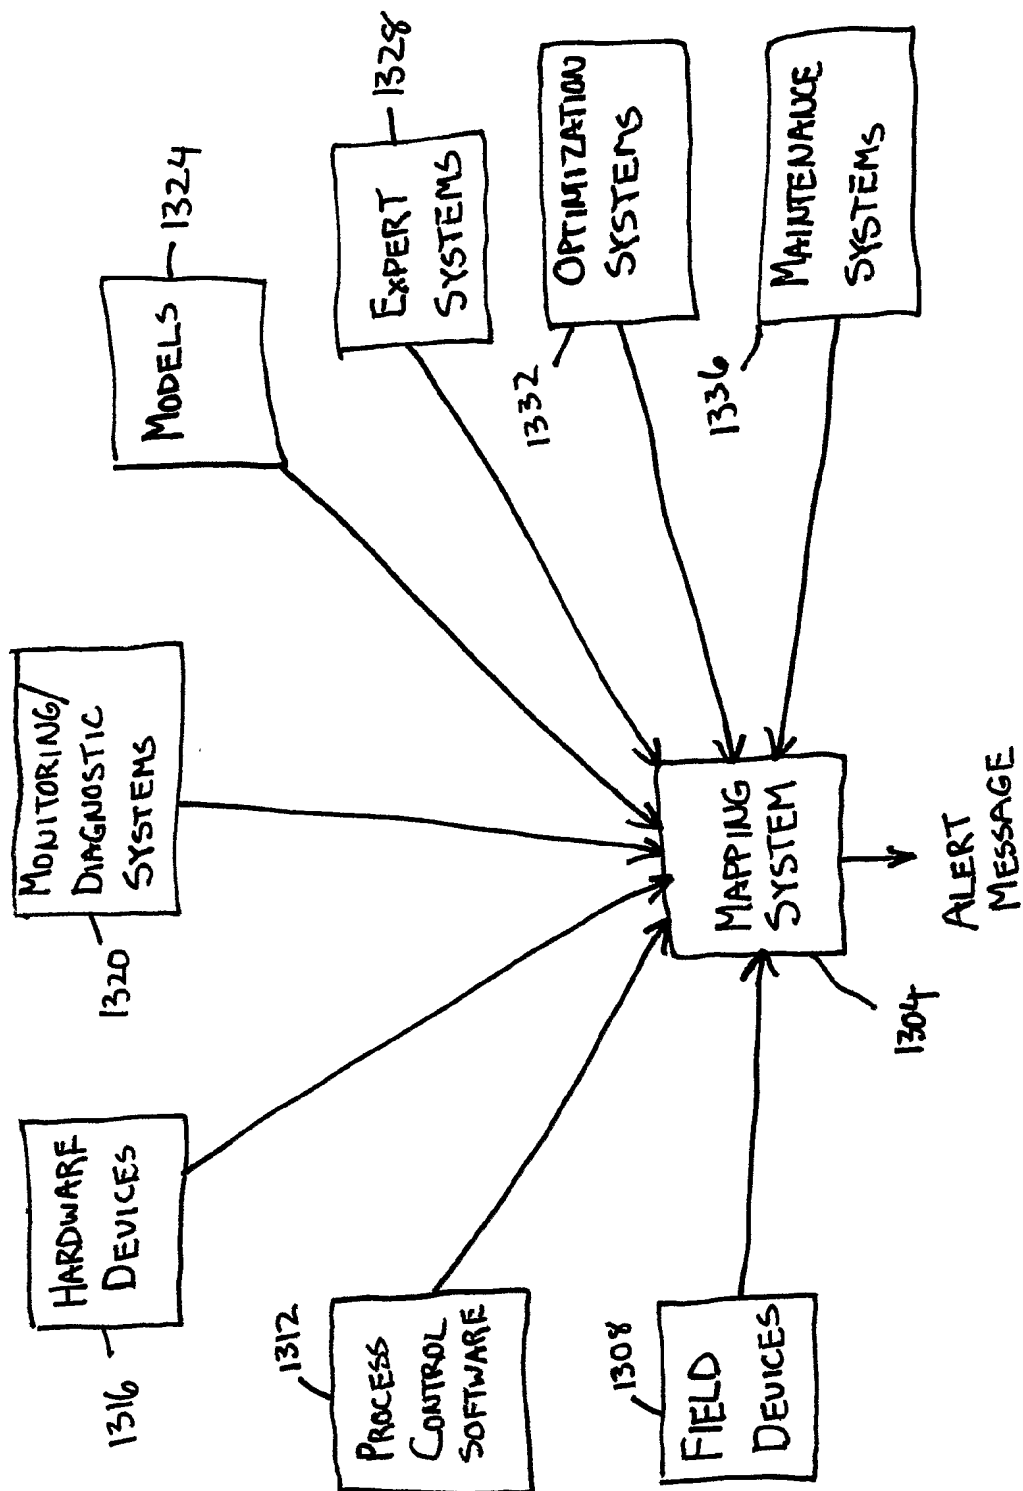 HARDWARE
DEVICES
1316
MONITORING/
DIAGNOSTIC
SYSTEMS
1320
MODELS
1324
EXPERT
SYSTEMS
1328
OPTIMIZATION
SYSTEMS
1332
MAINTENANCE
SYSTEMS
1336
PROCESS
CONTROL
SOFTWARE
1312
FIELD
DEVICES
1308
MAPPING
SYSTEM
1304
ALERT
MESSAGE